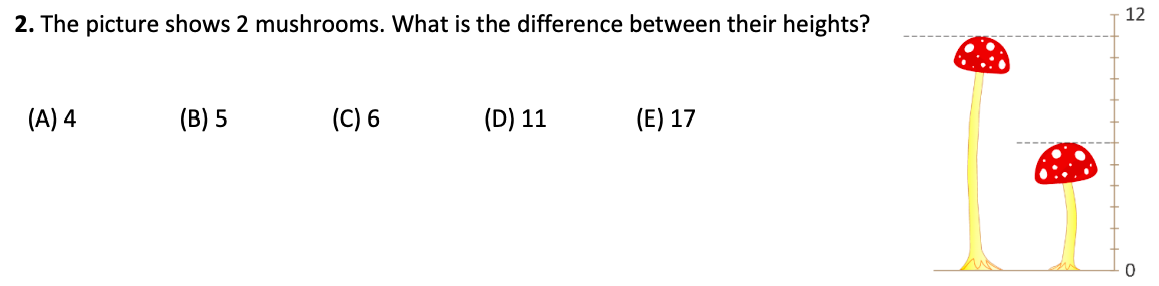 2. The picture shows 2 mushrooms. What is the difference between their heights?
(A) 4 (B) 5 (C) 6 (D) 11 (E) 17
12
0